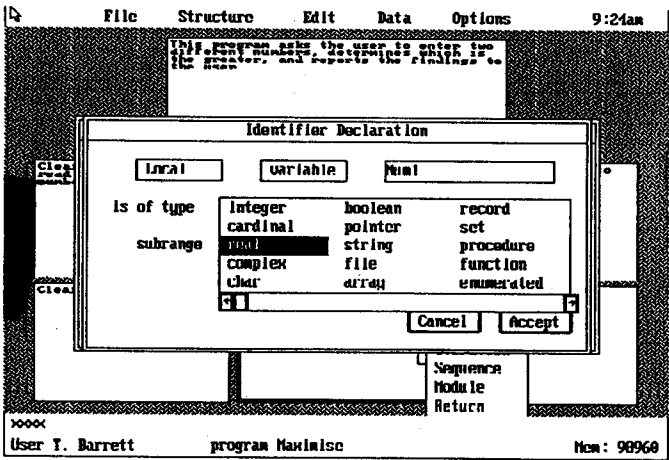 File Structure Edit Data Options 9:24am
This program asks the user to enter two
different numbers, determines which is
the greater, and reports the findings to
the user
Identifier Declaration
Local variable Num1
Is of type
subrange
integer boolean record
cardinal pointer set
real string procedure
complex file function
char array enumerated
Cancel Accept
Sequence
Module
Return
xxxx
User T. Barrett program Maximise Mem: 90960